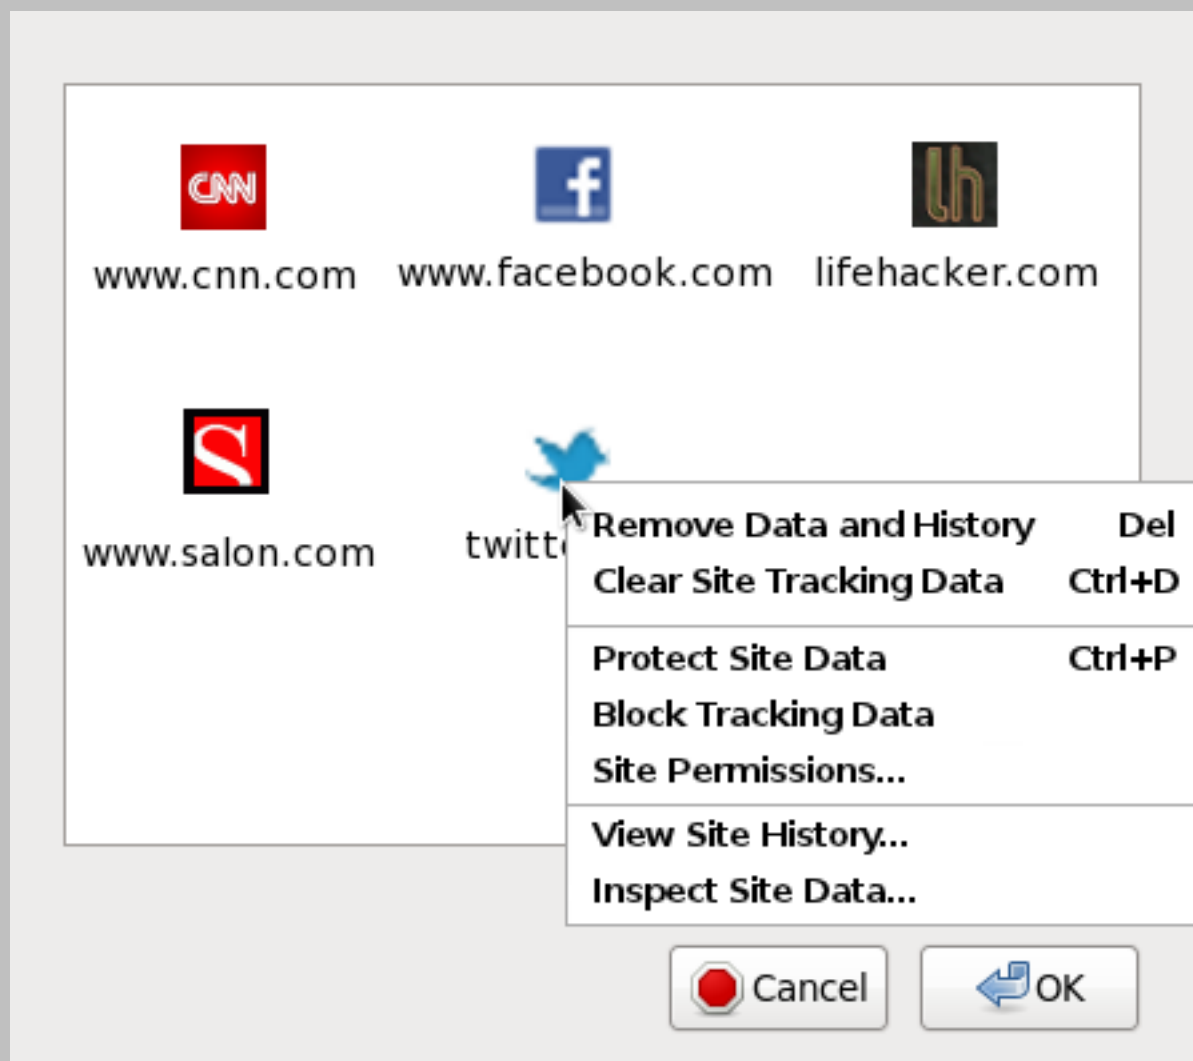 CNN
f
lh
www.cnn.com
www.facebook.com
lifehacker.com
S
www.salon.com
Remove Data and History Del
Clear Site Tracking Data Ctrl+D
Protect Site Data Ctrl+P
Block Tracking Data
Site Permissions...
View Site History...
Inspect Site Data...
Cancel
OK